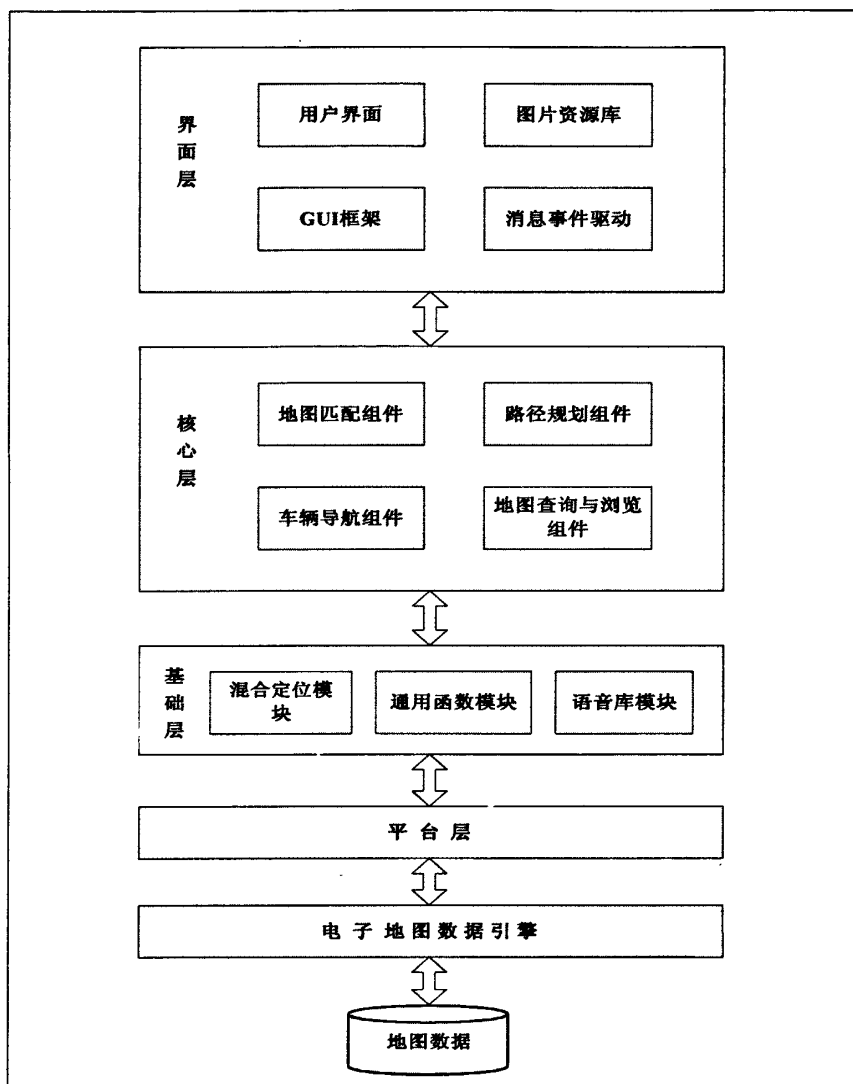 界面层
用户界面
图片资源库
GUI框架
消息事件驱动
核心层
地图匹配组件
路径规划组件
车辆导航组件
地图查询与浏览
组件
基础层
混合定位模
块
通用函数模块
语音库模块
平台层
电子地图数据引擎
地图数据